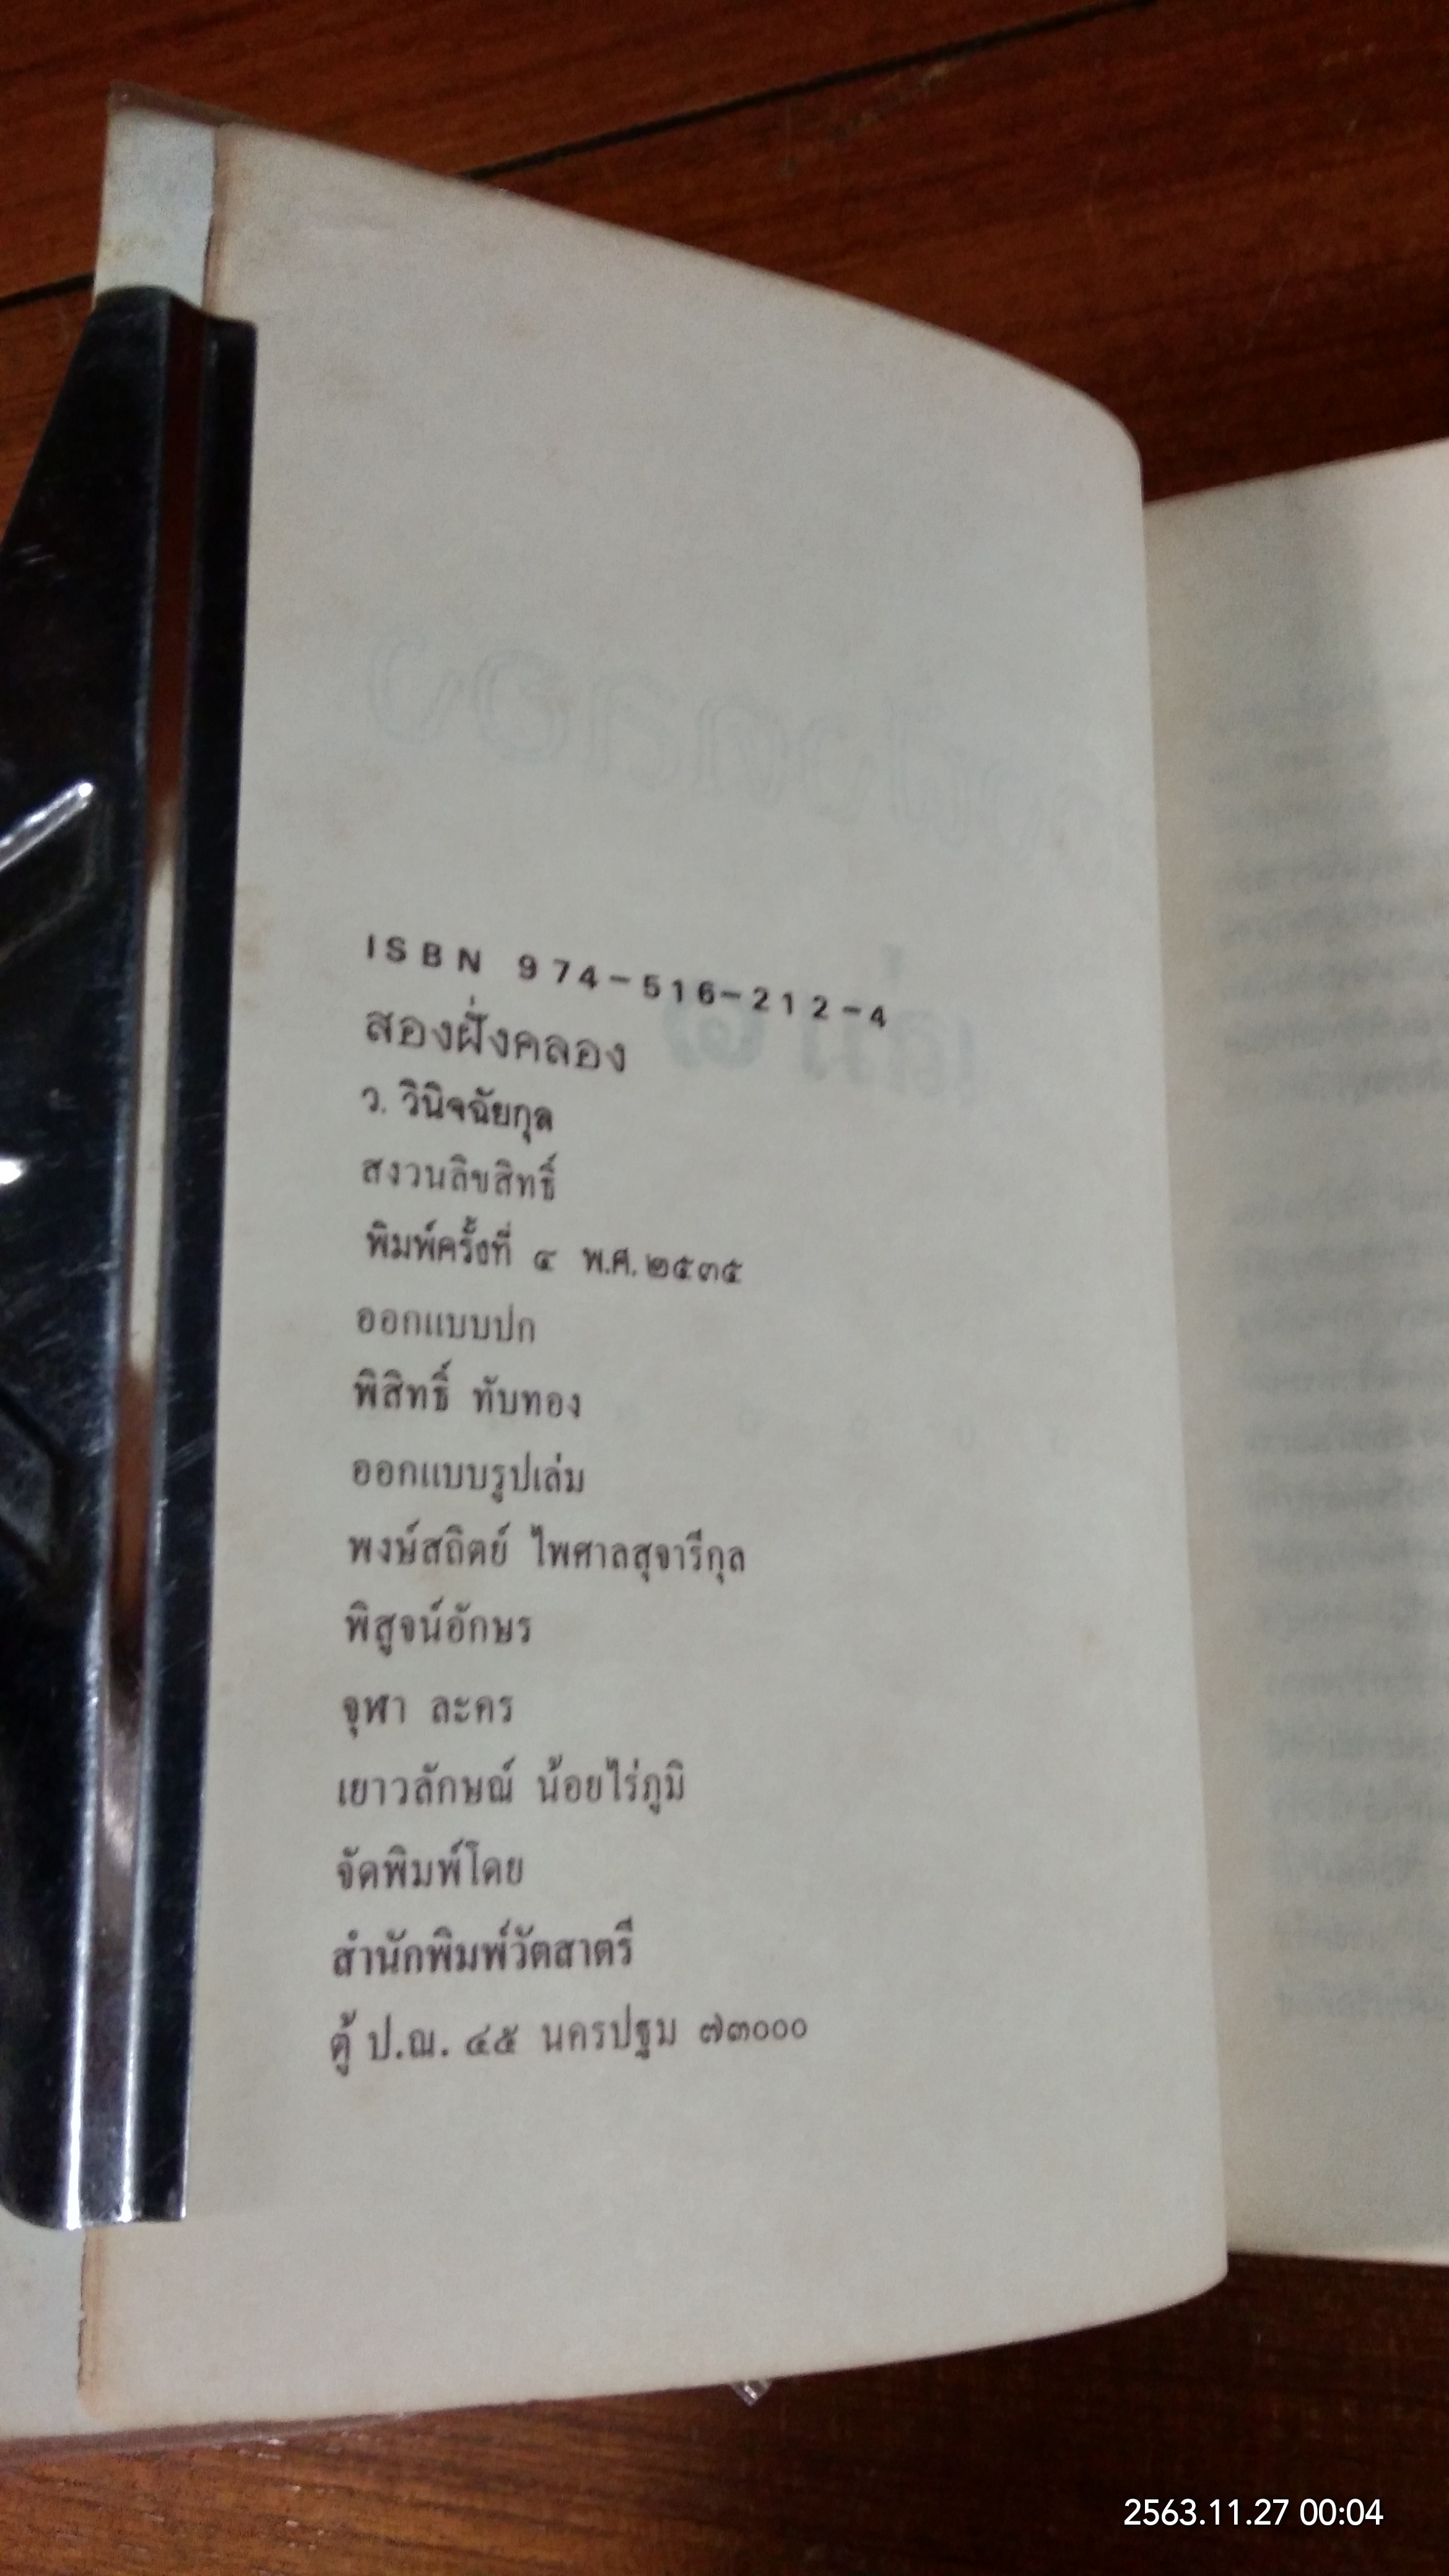 ISBN 974-516-212-4
สองฝั่งคลอง
ว. วินิจฉัยกุล
สงวนลิขสิทธิ์
พิมพ์ครั้งที่ ๔ พ.ศ. ๒๕๓๕
ออกแบบปก
พิสิทธิ์ ทับทอง
ออกแบบรูปเล่ม
พงษ์สถิตย์ ไพศาลสุจารีกุล
พิสูจน์อักษร
จุฬา ละคร
เยาวลักษณ์ น้อยไร่ภูมิ
จัดพิมพ์โดย
สำนักพิมพ์วัตสาตรี
ตู้ ป.ณ. ๔๕ นครปฐม ๗๓๐๐๐
2563.11.27 00:04